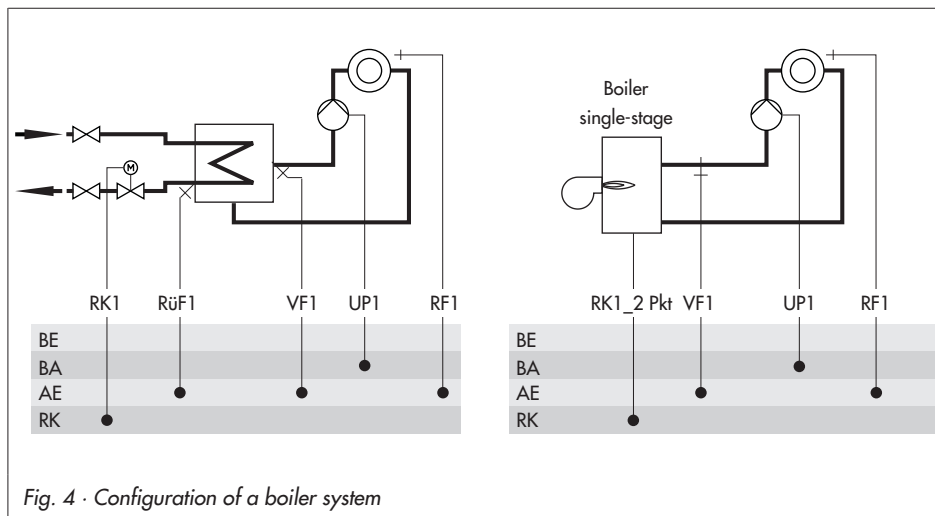 Boiler
single-stage
M
RK1 RüF1 VF1 UP1 RF1
BE
BA
AE
RK
RK1_2 Pkt VF1 UP1 RF1
BE
BA
AE
RK
Fig. 4 · Configuration of a boiler system